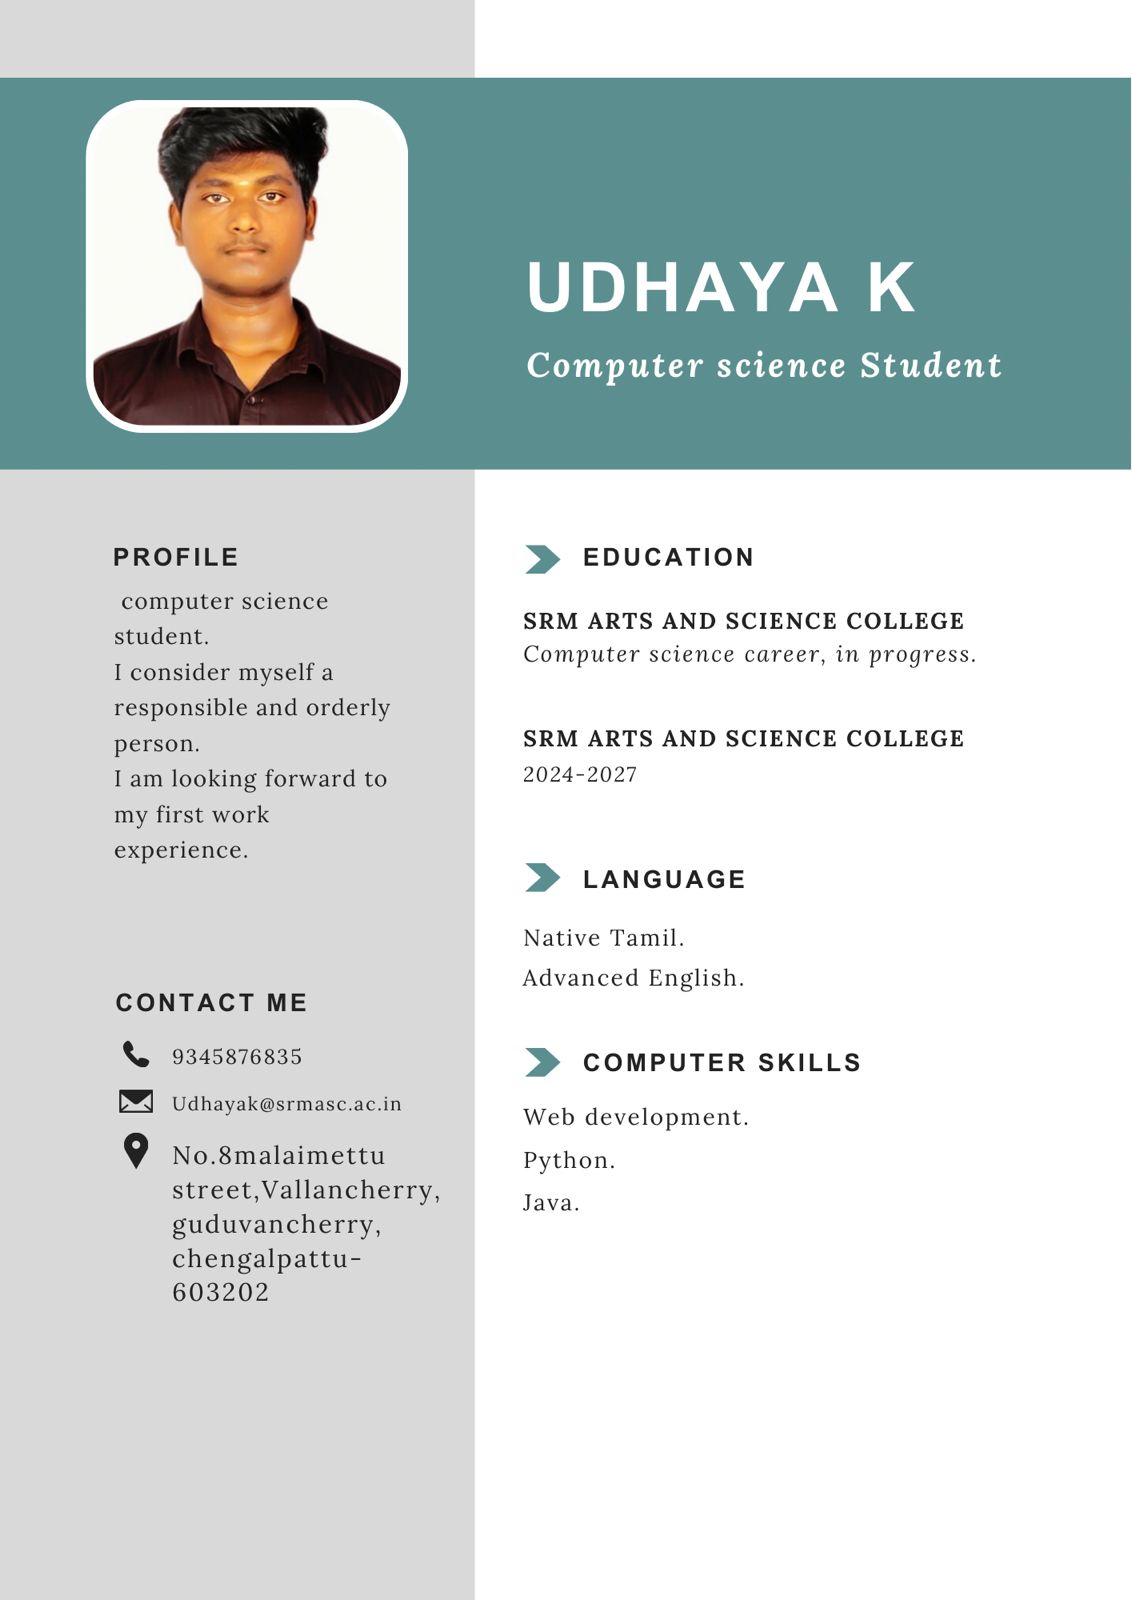 UDHAYA K
Computer science Student
PROFILE
computer science
student.
I consider myself a
responsible and orderly
person.
I am looking forward to
my first work
experience.
CONTACT ME
9345876835
Udhayak@srmasc.ac.in
No.8malaimettu
street,Vallancherry,
guduvancherry,
chengalpattu-
603202
EDUCATION
SRM ARTS AND SCIENCE COLLEGE
Computer science career, in progress.
SRM ARTS AND SCIENCE COLLEGE
2024-2027
LANGUAGE
Native Tamil.
Advanced English.
COMPUTER SKILLS
Web development.
Python.
Java.